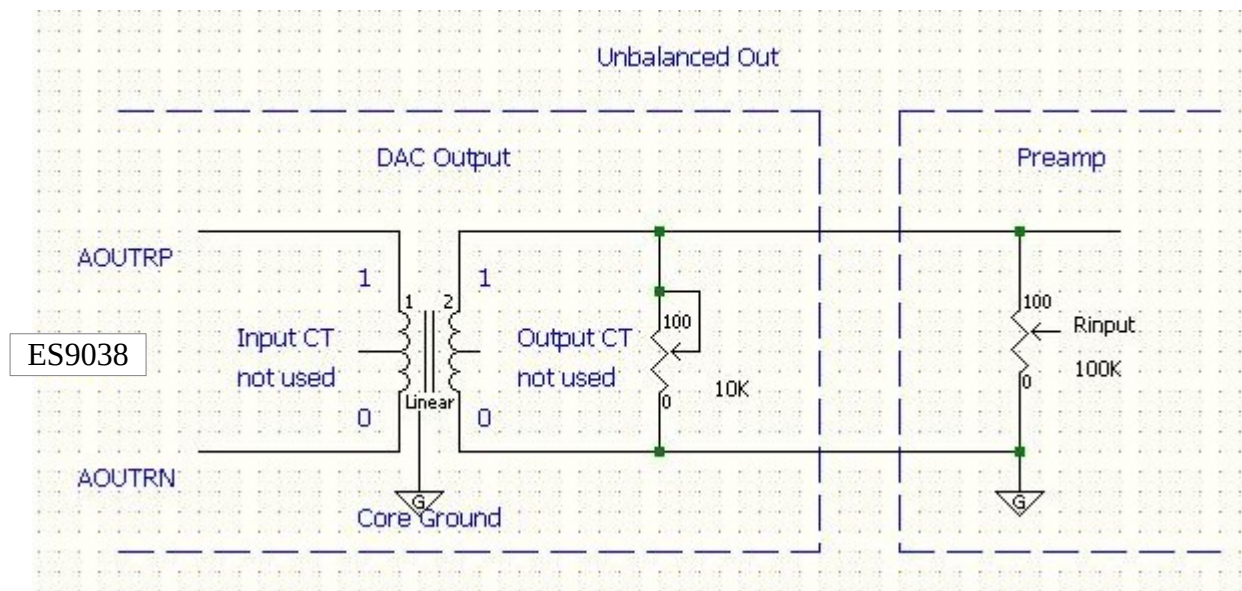 Unbalanced Out
DAC Output
Preamp
AOUTRP
1
1
1 2
100
100
Rinput
Input CT
not used
Output CT
not used
ES9038
100K
10K
Linear
0
0
0
0
AOUTRN
G
G
Core Ground